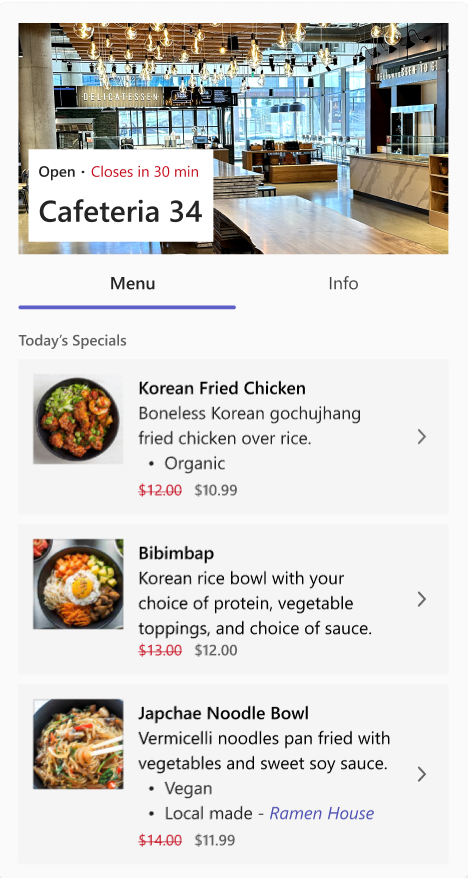 DELICATESSEN
DELICATESSEN TO GO
Open · Closes in 30 min
Cafeteria 34
Menu
Info
Today's Specials
Korean Fried Chicken
Boneless Korean gochujhang
fried chicken over rice.
• Organic
$12.00 $10.99
Bibimbap
Korean rice bowl with your
choice of protein, vegetable
toppings, and choice of sauce.
$13.00 $12.00
Japchae Noodle Bowl
Vermicelli noodles pan fried with
vegetables and sweet soy sauce.
• Vegan
• Local made - Ramen House
$14.00 $11.99